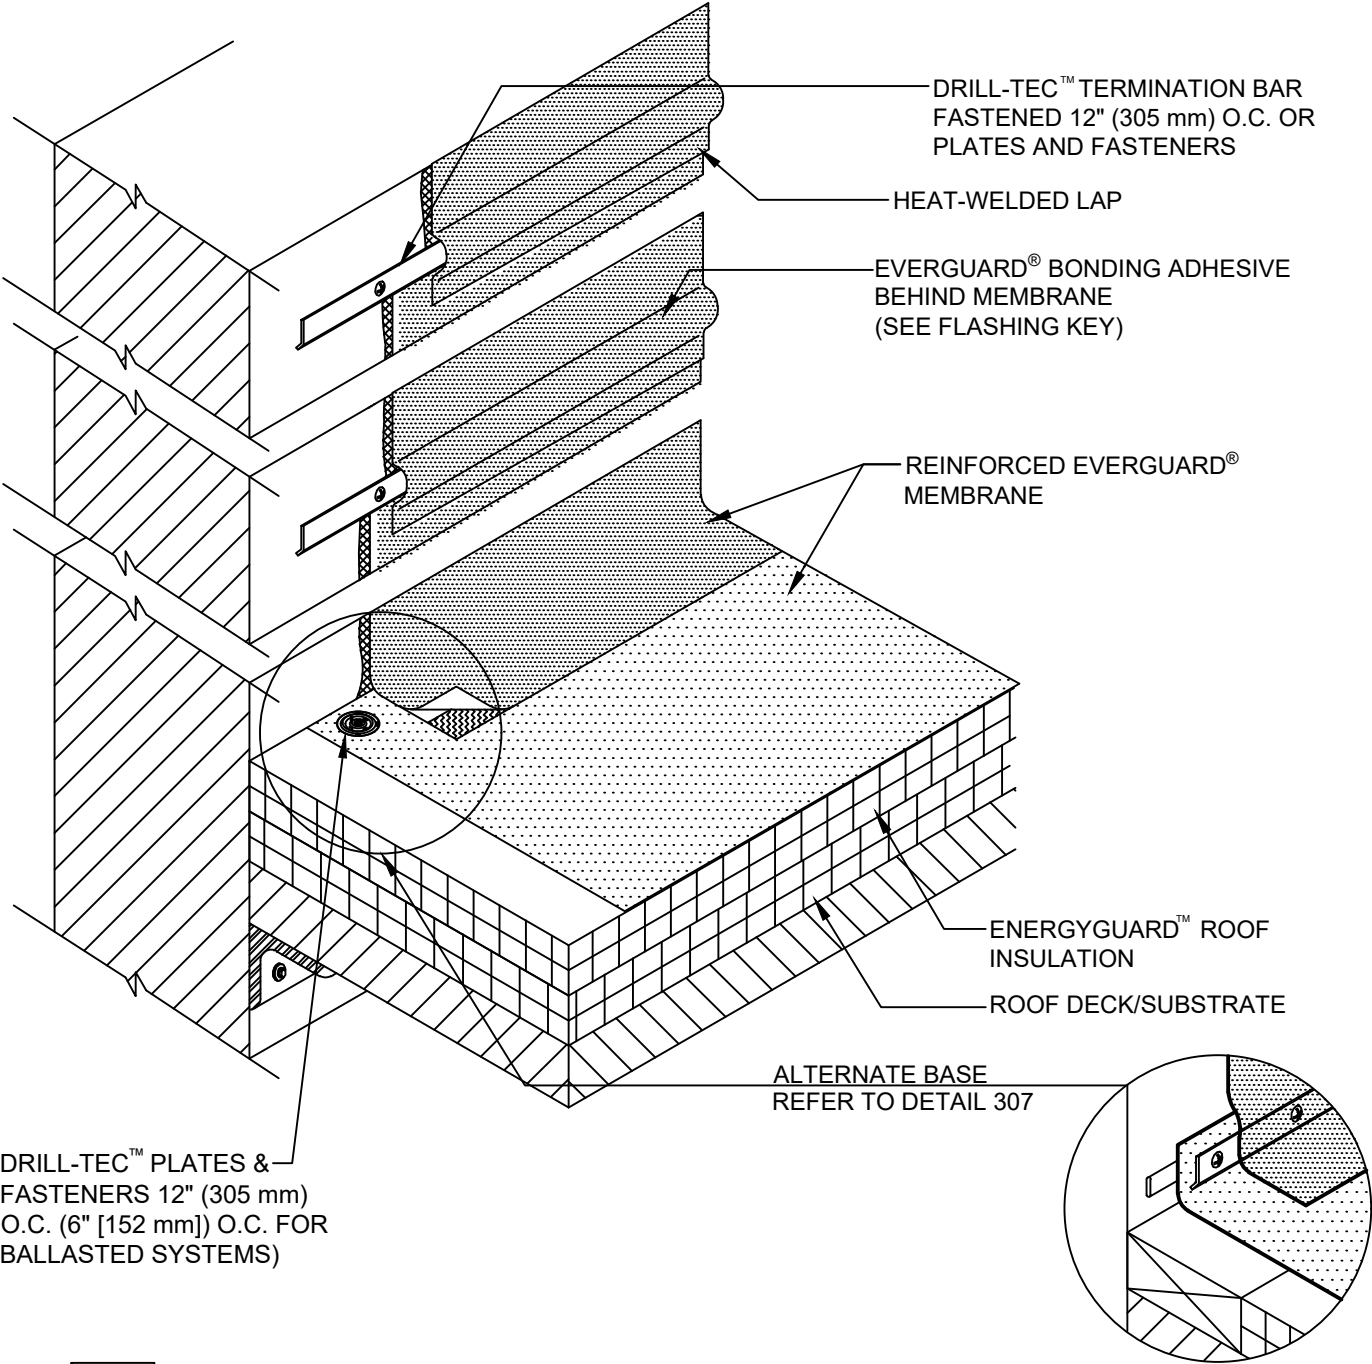 DRILL-TEC™ TERMINATION BAR
FASTENED 12" (305 mm) O.C. OR
PLATES AND FASTENERS
HEAT-WELDED LAP
EVERGUARD® BONDING ADHESIVE
BEHIND MEMBRANE
(SEE FLASHING KEY)
REINFORCED EVERGUARD®
MEMBRANE
ENERGYGUARD™ ROOF
INSULATION
ROOF DECK/SUBSTRATE
ALTERNATE BASE
REFER TO DETAIL 307
DRILL-TEC™ PLATES &
FASTENERS 12" (305 mm)
O.C. (6" [152 mm]) O.C. FOR
BALLASTED SYSTEMS)